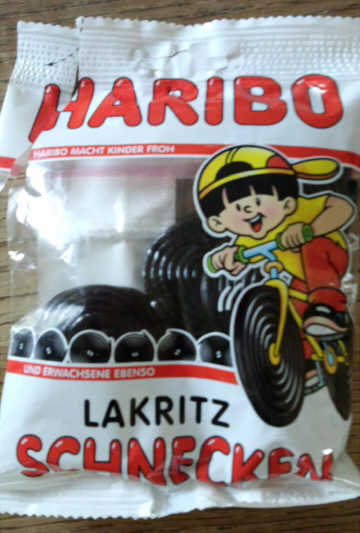 HARIBO
HARIBO MACHT KINDER FROH
UND ERWACHSENE EBENSO
LAKRITZ
SCHNECKEN